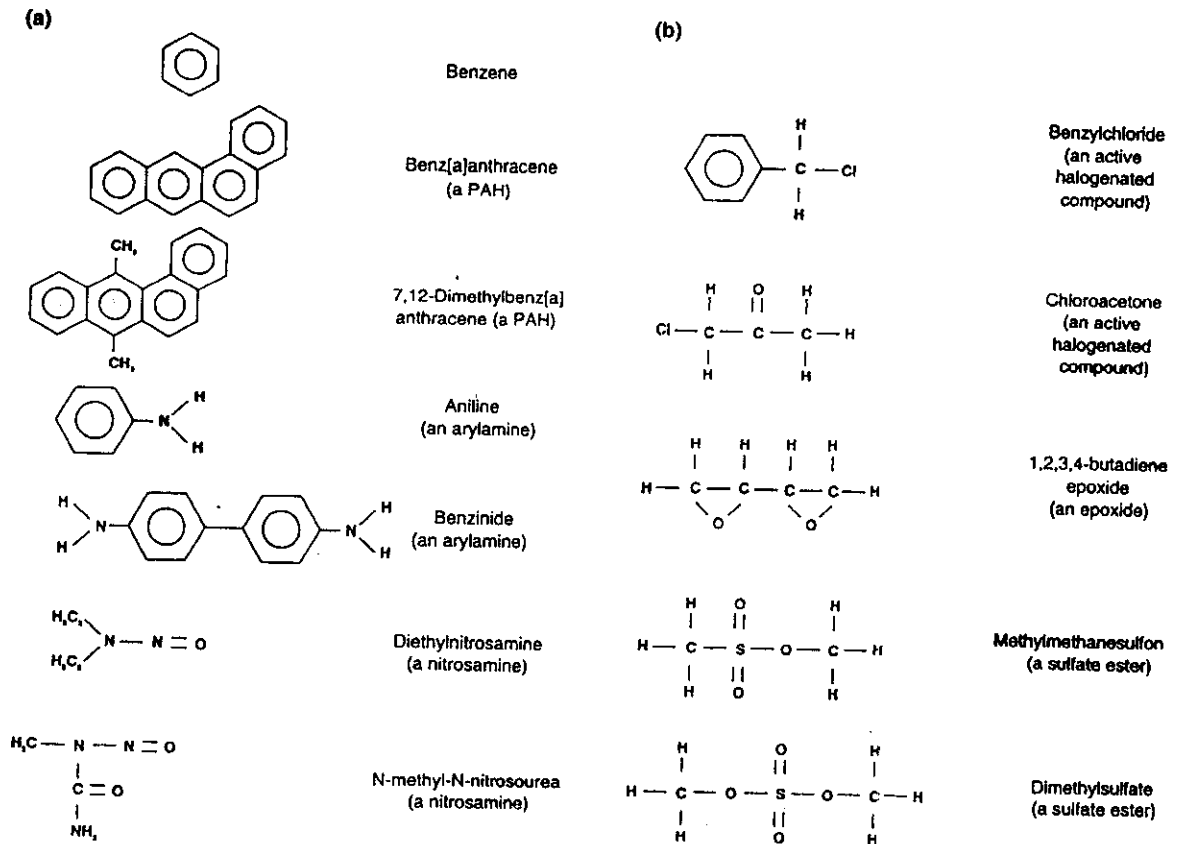 (a)
Benzene
Benz[a]anthracene
(a PAH)
CH₃
7,12-Dimethylbenz[a]
anthracene (a PAH)
CH₃
H
N
H
Aniline
(an arylamine)
H
N
H
H
N
H
Benzinide
(an arylamine)
H₅C₂
N — N = O
H₅C₂
Diethylnitrosamine
(a nitrosamine)
H₃C — N — N = O
C = O
NH₂
N-methyl-N-nitrosourea
(a nitrosamine)
(b)
H
C — Cl
H
Benzylchloride
(an active
halogenated
compound)
H O H
Cl — C — C — C — H
H H
Chloroacetone
(an active
halogenated
compound)
H H H H
H — C — C — C — C — H
O O
1,2,3,4-butadiene
epoxide
(an epoxide)
H O H
H — C — S — O — C — H
H O H
Methylmethanesulfon
(a sulfate ester)
H O H
H — C — O — S — O — C — H
H O H
Dimethylsulfate
(a sulfate ester)